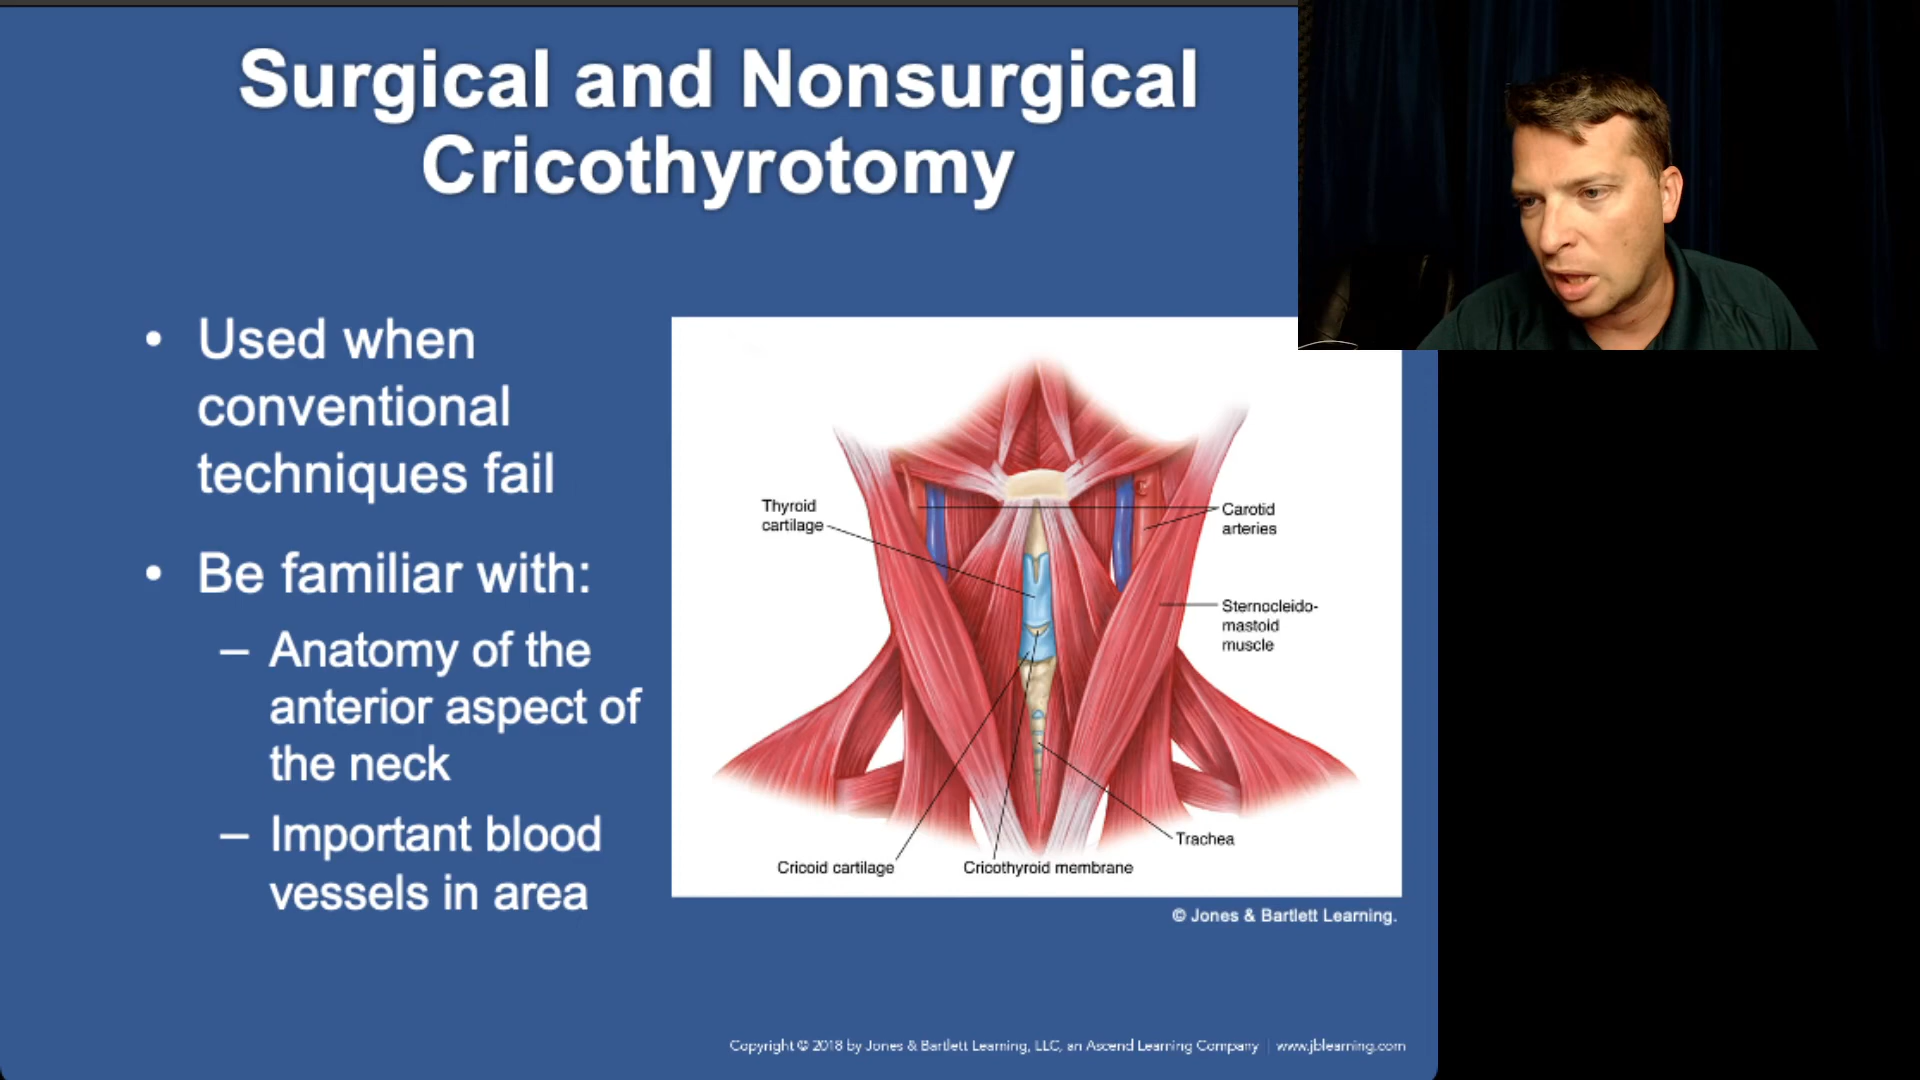 Surgical and Nonsurgical
Cricothyrotomy
• Used when
conventional
techniques fail
• Be familiar with:
– Anatomy of the
anterior aspect of
the neck
– Important blood
vessels in area
Thyroid
cartilage
Carotid
arteries
Sternocleido-
mastoid
muscle
Trachea
Cricoid cartilage
Cricothyroid membrane
© Jones & Bartlett Learning.
Copyright © 2018 by Jones & Bartlett Learning, LLC, an Ascend Learning Company | www.jblearning.com